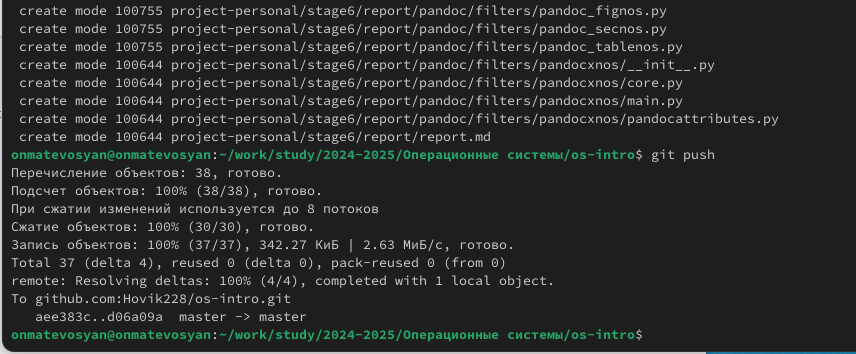 create mode 100755 project-personal/stage6/report/pandoc/filters/pandoc_fignos.py
create mode 100755 project-personal/stage6/report/pandoc/filters/pandoc_secnos.py
create mode 100755 project-personal/stage6/report/pandoc/filters/pandoc_tablenos.py
create mode 100644 project-personal/stage6/report/pandoc/filters/pandocxnos/__init__.py
create mode 100644 project-personal/stage6/report/pandoc/filters/pandocxnos/core.py
create mode 100644 project-personal/stage6/report/pandoc/filters/pandocxnos/main.py
create mode 100644 project-personal/stage6/report/pandoc/filters/pandocxnos/pandocattributes.py
create mode 100644 project-personal/stage6/report/report.md
onmatevosyan@onmatevosyan:~/work/study/2024-2025/Операционные системы/os-intro$ git push
Перечисление объектов: 38, готово.
Подсчет объектов: 100% (38/38), готово.
При сжатии изменений используется до 8 потоков
Сжатие объектов: 100% (30/30), готово.
Запись объектов: 100% (37/37), 342.27 КиБ | 2.63 МиБ/с, готово.
Total 37 (delta 4), reused 0 (delta 0), pack-reused 0 (from 0)
remote: Resolving deltas: 100% (4/4), completed with 1 local object.
To github.com:Hovik228/os-intro.git
aee383c..d06a09a  master -> master
onmatevosyan@onmatevosyan:~/work/study/2024-2025/Операционные системы/os-intro$